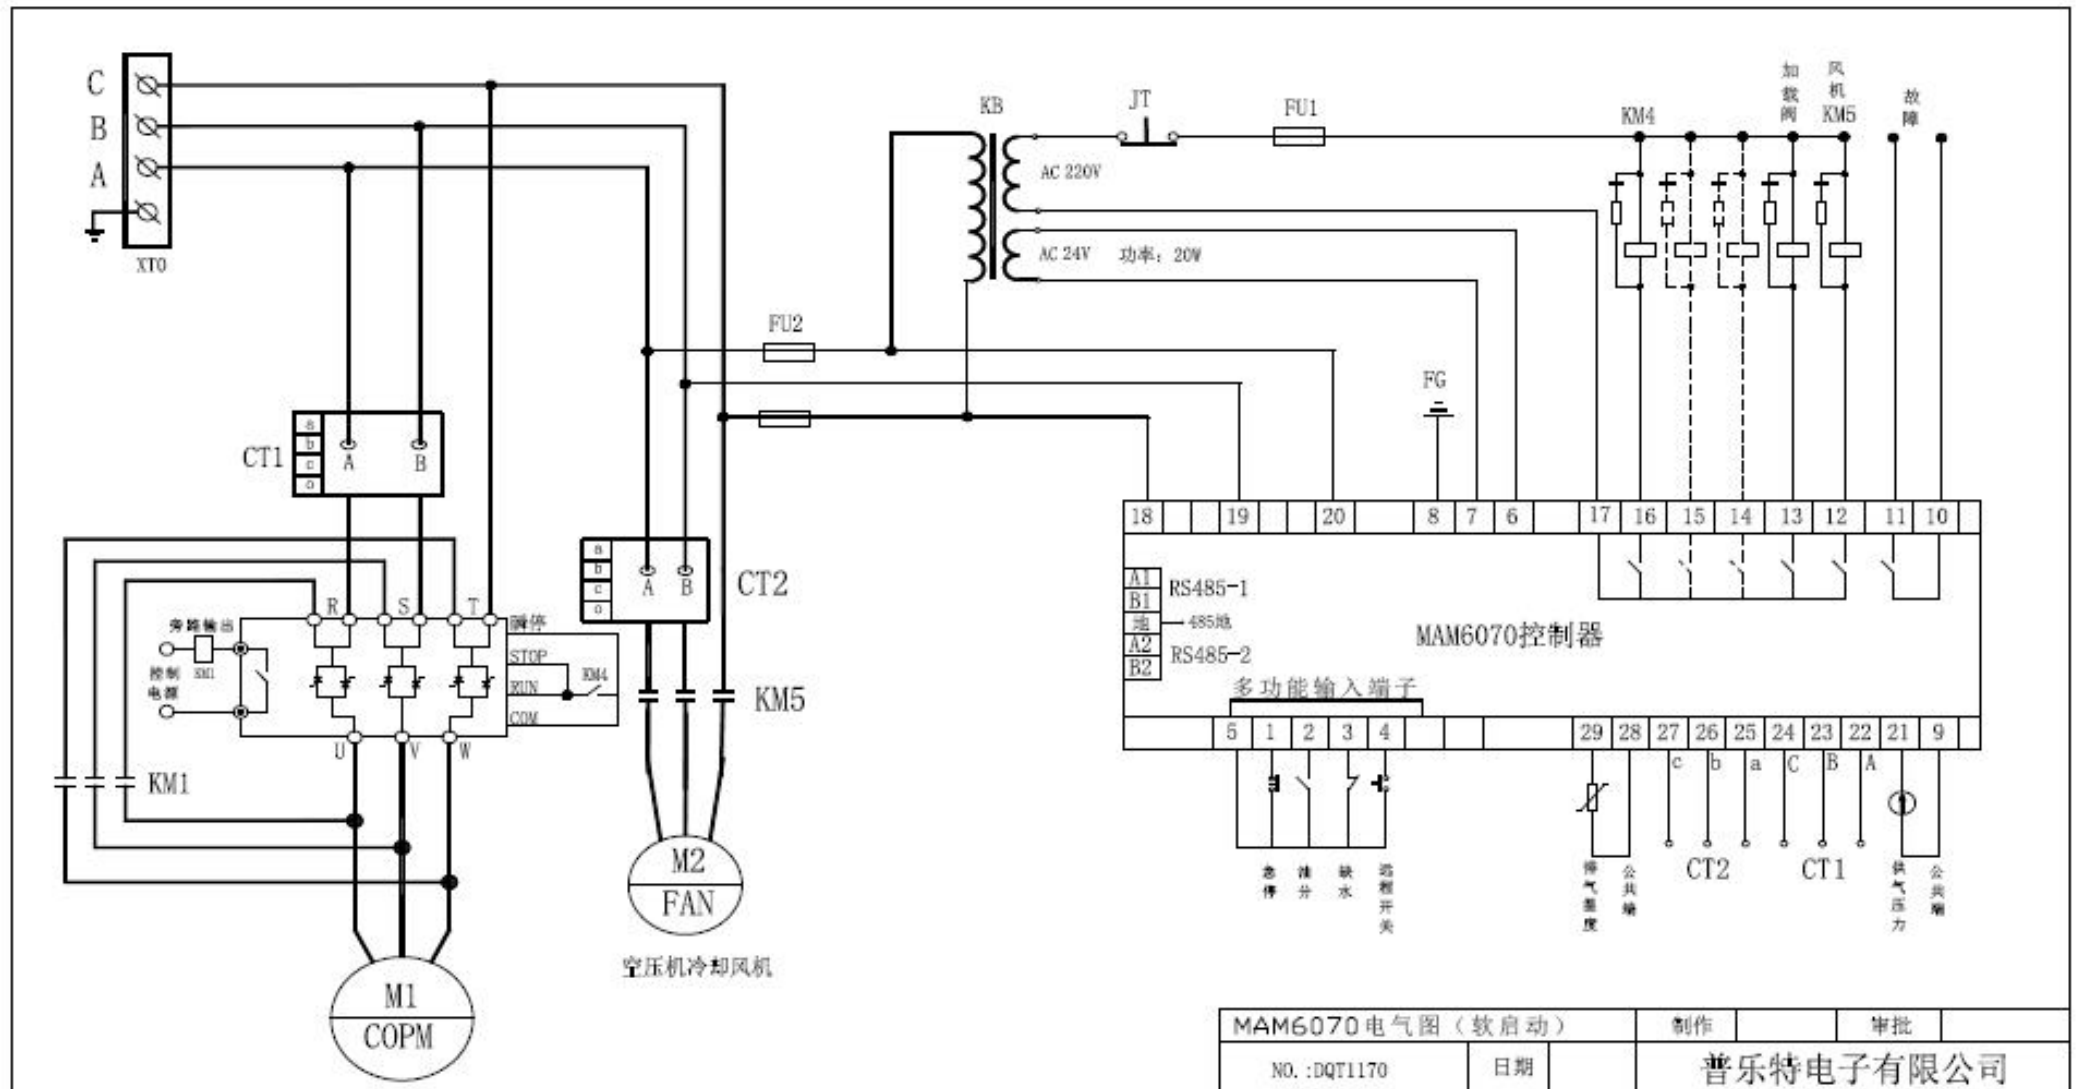 C
B
A
XT0
KB
JT
FU1
AC 220V
AC 24V 功率: 20W
KM4
加载阀
风机
KM5
故障
FU2
FG
CT1
a
b
c
o
A
B
CT2
a
b
c
o
A
B
R
S
T
旁路输出
KM1
控制
电源
瞬停
STOP
RUN
COM
KM4
U
V
W
KM1
KM5
M2
FAN
空压机冷却风机
M1
COPM
18 19 20 8 7 6 17 16 15 14 13 12 11 10
A1
B1
地
A2
B2
RS485-1
485地
RS485-2
MAM6070控制器
多功能输入端子
5 1 2 3 4 29 28 27 26 25 24 23 22 21 9
c b a C B A
急停
油分
缺水
远程开关
排气温度
公共端
CT2
CT1
供气压力
公共端
MAM6070电气图(软启动) 制作 审批
NO.:DQT1170 日期 普乐特电子有限公司